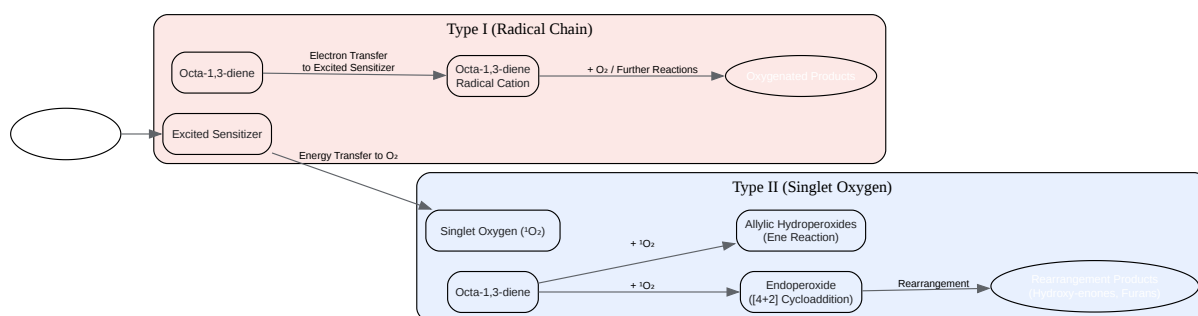 Type I (Radical Chain)
Octa-1,3-diene
Electron Transfer
to Excited Sensitizer
Octa-1,3-diene
Radical Cation
+ O₂ / Further Reactions
Oxygenated Products
Excited Sensitizer
Energy Transfer to O₂
Type II (Singlet Oxygen)
Singlet Oxygen (¹O₂)
+ ¹O₂
Allylic Hydroperoxides
(Ene Reaction)
Octa-1,3-diene
+ ¹O₂
Endoperoxide
([4+2] Cycloaddition)
Rearrangement
Rearrangement Products
(Hydroxy-enones, Furans)